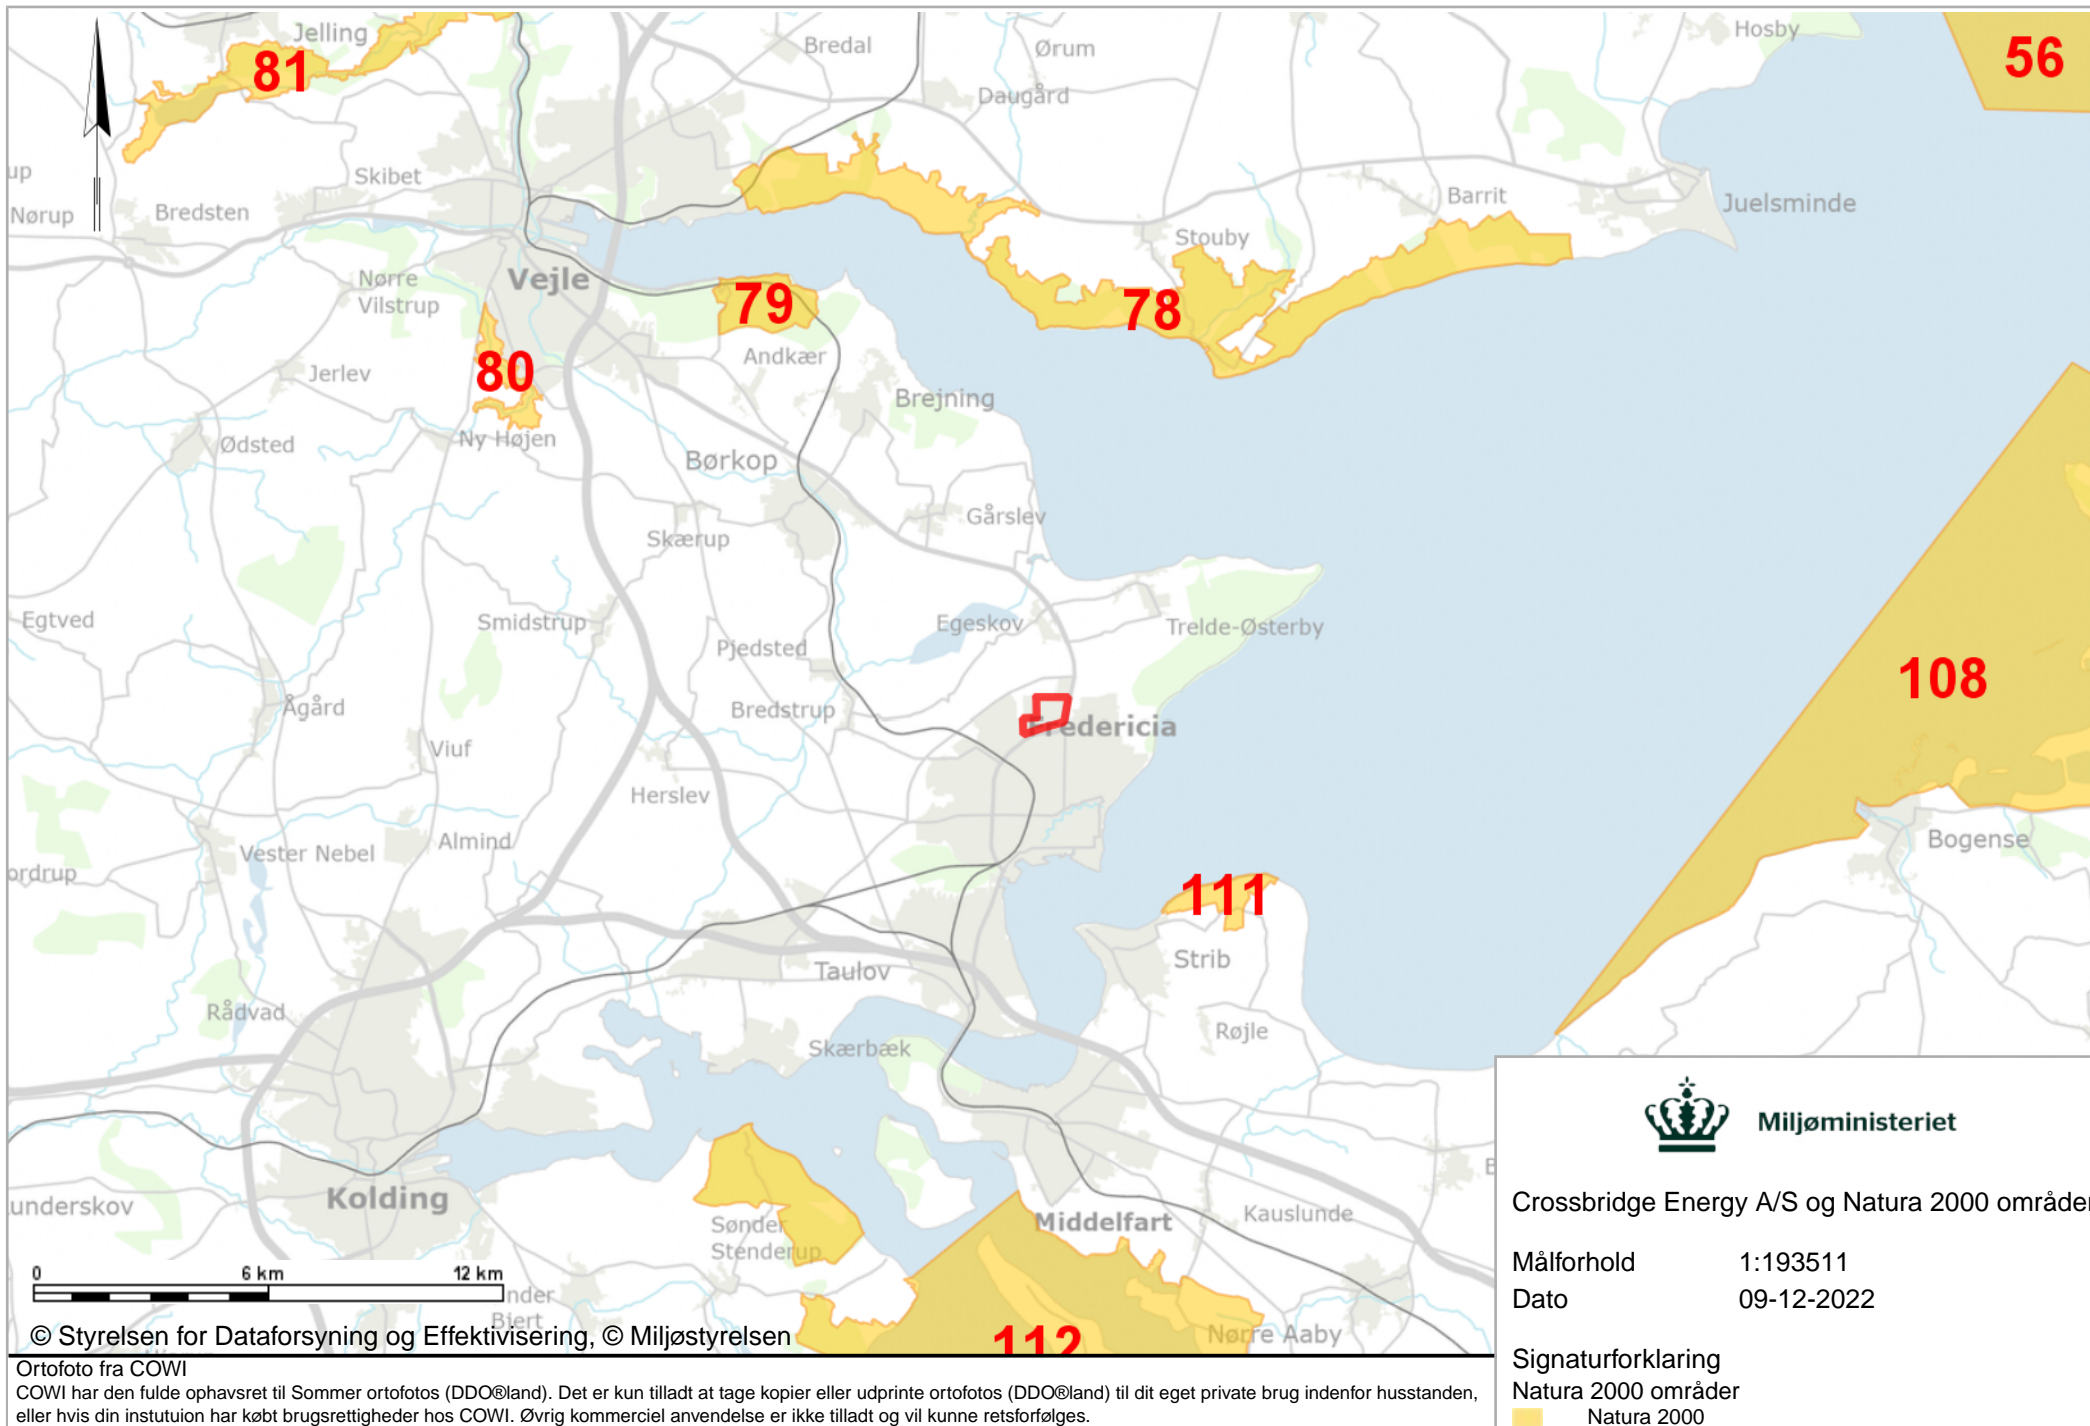 Jelling
Bredal
Ørum
Hosby
81
56
Daugård
up
Skibet
Nørup
Bredsten
Barrit
Juelsminde
Stouby
Vejle
Nørre
Vilstrup
79
78
Andkær
80
Jerlev
Brejning
Ødsted
Ny Højen
Børkop
Gårslev
Skærup
Egtved
Smidstrup
Egeskov
Trelde-Østerby
Pjedsted
108
Ågård
Bredstrup
Fredericia
Viuf
Herslev
Almind
Vester Nebel
Bogense
ordrup
111
Strib
Taulov
Rådvad
Røjle
Skærbæk
Kolding
underskov
Sønder
Stenderup
Middelfart
Kauslunde
B
0 6 km 12 km
nder
Bjert
Nørre Aaby
112
© Styrelsen for Dataforsyning og Effektivisering, © Miljøstyrelsen
Ortofoto fra COWI
COWI har den fulde ophavsret til Sommer ortofotos (DDO®land). Det er kun tilladt at tage kopier eller udprinte ortofotos (DDO®land) til dit eget private brug indenfor husstanden,
eller hvis din instutuion har købt brugsrettigheder hos COWI. Øvrig kommerciel anvendelse er ikke tilladt og vil kunne retsforfølges.
Miljøministeriet
Crossbridge Energy A/S og Natura 2000 områder
Målforhold 1:193511
Dato 09-12-2022
Signaturforklaring
Natura 2000 områder
Natura 2000